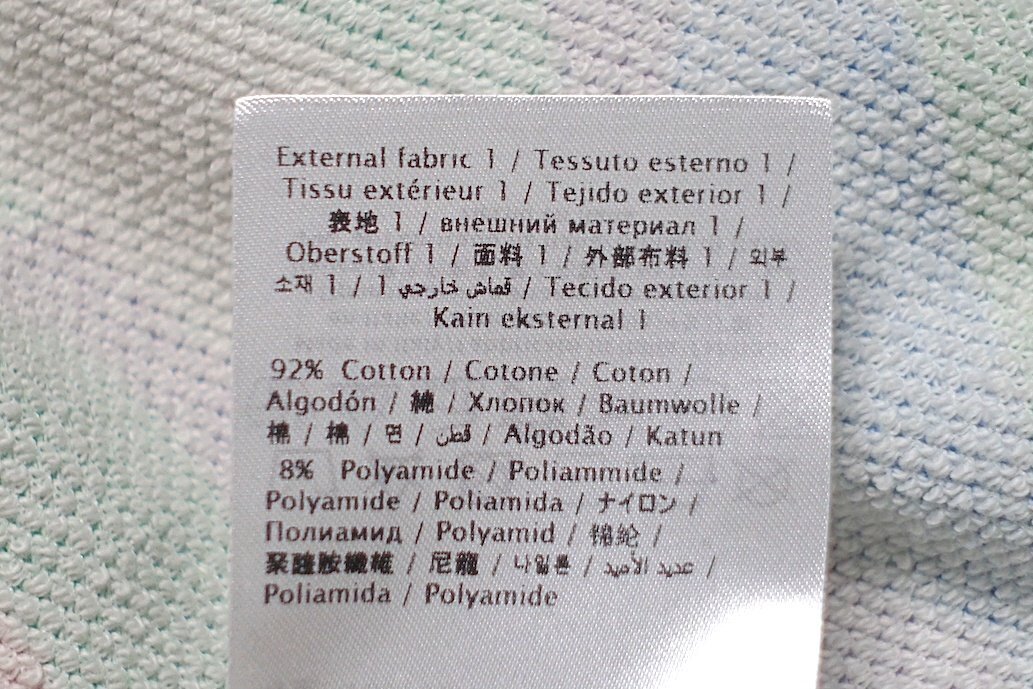 External fabric 1 / Tessuto esterno 1 /
Tissu extérieur 1 / Tejido exterior 1 /
表地 1 / внешний материал 1 /
Oberstoff 1 / 面料 1 / 外部布料 1 / 외부
소재 1 / 1 قماش خارجي / Tecido exterior 1 /
Kain eksternal 1
92% Cotton / Cotone / Coton /
Algodón / 綿 / Хлопок / Baumwolle /
棉 / 棉 / 면 / قطن / Algodão / Katun
8% Polyamide / Poliammide /
Polyamide / Poliamida / ナイロン /
Полиамид / Polyamid / 锦纶 /
聚醯胺纖維 / 尼龍 / 나일론 / عديد الأميد /
Poliamida / Polyamide